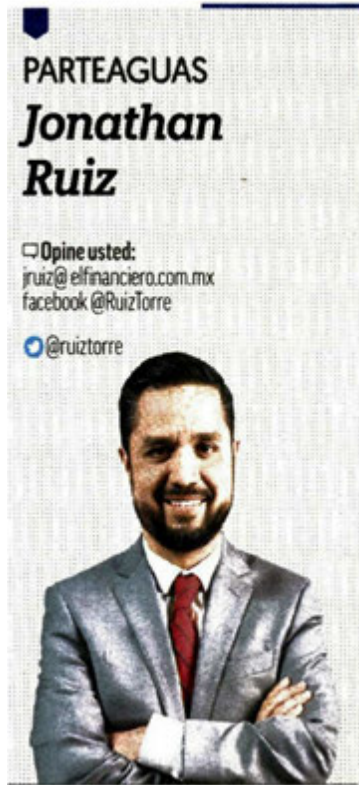 PARTEAGUAS
Jonathan
Ruiz
Opine usted:
jruiz@elfinanciero.com.mx
facebook @RuizTorre
@ruiztorre